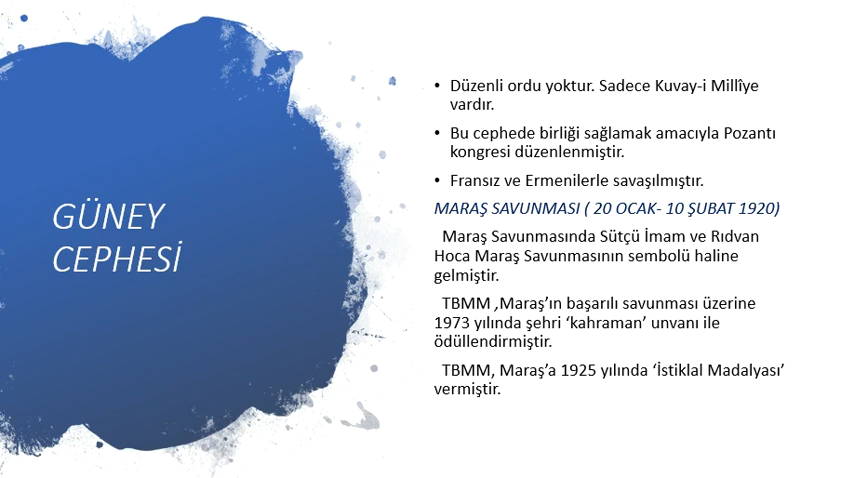 GÜNEY
CEPHESİ
• Düzenli ordu yoktur. Sadece Kuvay-i Millîye
vardır.
• Bu cephede birliği sağlamak amacıyla Pozantı
kongresi düzenlenmiştir.
• Fransız ve Ermenilerle savaşılmıştır.
MARAŞ SAVUNMASI ( 20 OCAK- 10 ŞUBAT 1920)
Maraş Savunmasında Sütçü İmam ve Rıdvan
Hoca Maraş Savunmasının sembolü haline
gelmiştir.
TBMM ,Maraş’ın başarılı savunması üzerine
1973 yılında şehri ‘kahraman’ unvanı ile
ödüllendirmiştir.
TBMM, Maraş’a 1925 yılında ‘İstiklal Madalyası’
vermiştir.